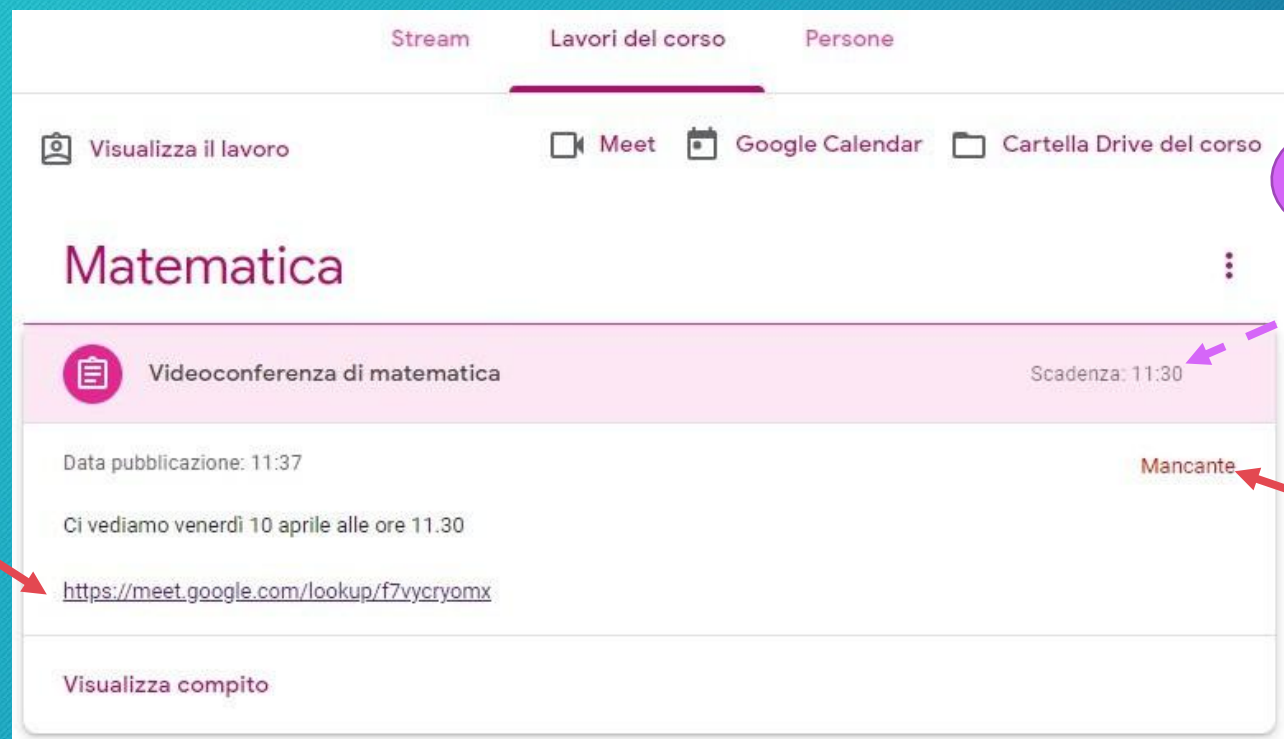 Stream Lavori del corso Persone
Visualizza il lavoro Meet Google Calendar Cartella Drive del corso
Matematica
Videoconferenza di matematica Scadenza: 11:30
Data pubblicazione: 11:37 Mancante
Ci vediamo venerdì 10 aprile alle ore 11.30
https://meet.google.com/lookup/f7vycryomx
Visualizza compito